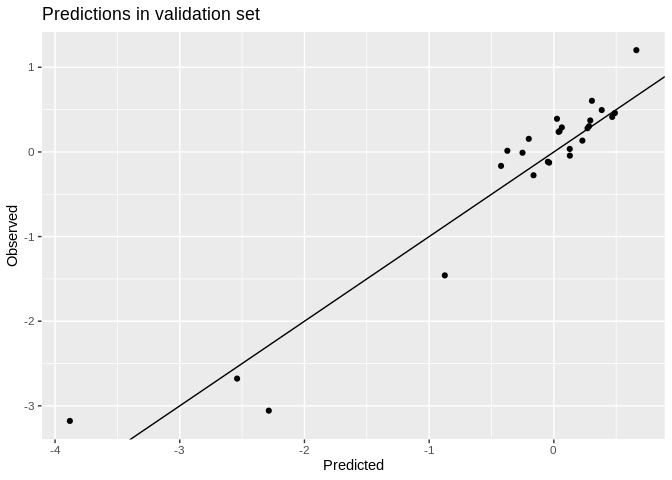 Predictions in validation set
1
0
-1
-2
-3
Observed
-4 -3 -2 -1 0
Predicted